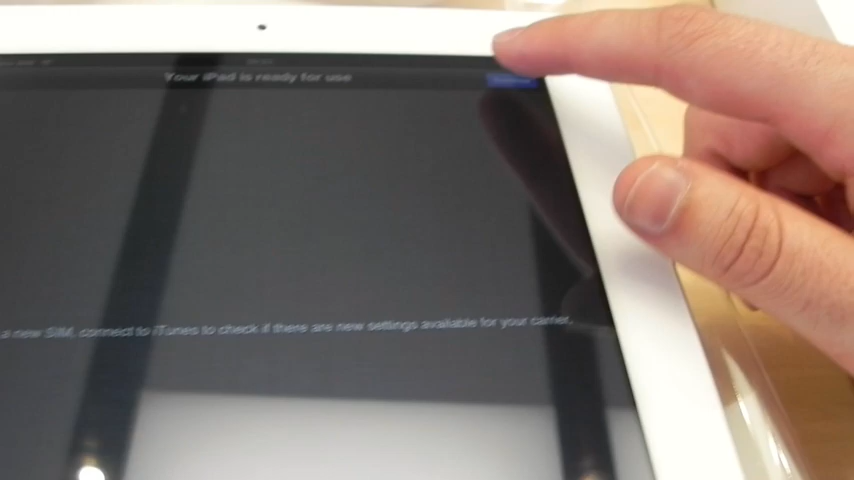 Your iPad is ready for use
a new SIM, connect to iTunes to check if there are new settings available for your carrier.